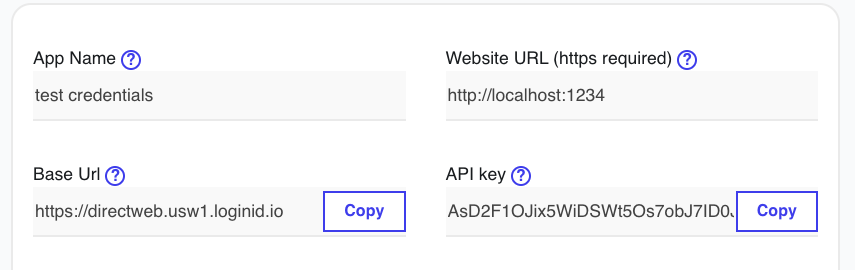 App Name ?
Website URL (https required) ?
test credentials
http://localhost:1234
Base Url ?
API key ?
https://directweb.usw1.loginid.io
Copy
Copy